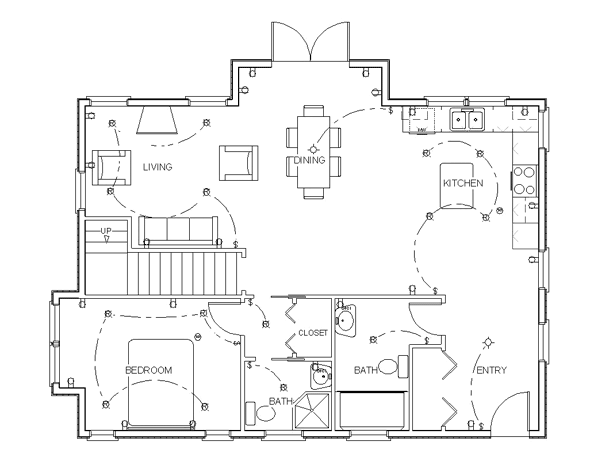 LIVING
DINING
KITCHEN
UP
CLOSET
BEDROOM
BATH
BATH
ENTRY